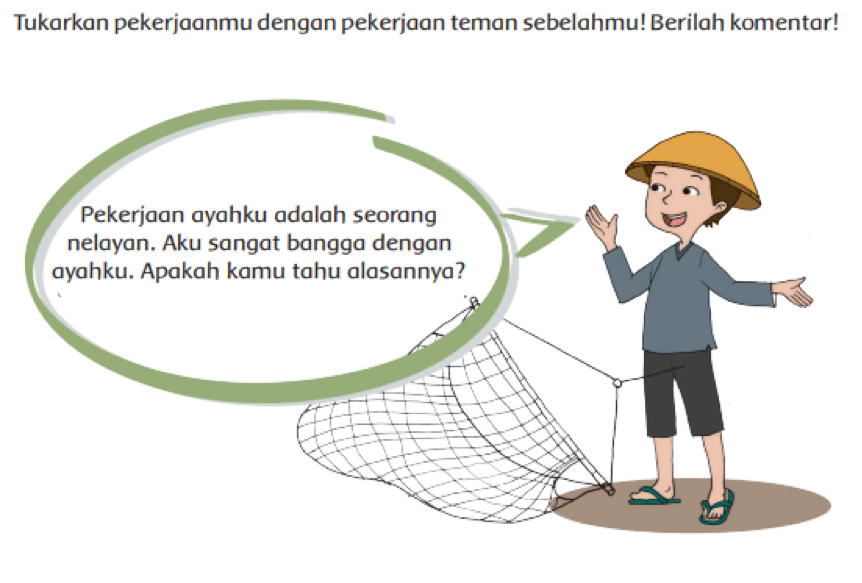 Tukarkan pekerjaanmu dengan pekerjaan teman sebelahmu! Berilah komentar!
Pekerjaan ayahku adalah seorang
nelayan. Aku sangat bangga dengan
ayahku. Apakah kamu tahu alasannya?